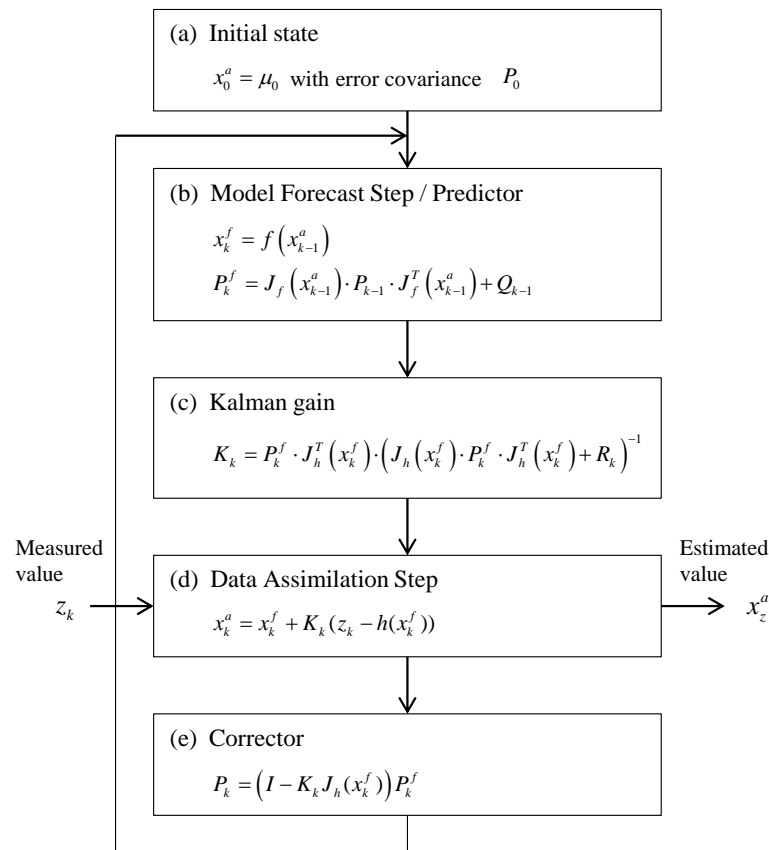 (a) Initial state
x_0^a = μ_0 with error covariance P_0
(b) Model Forecast Step / Predictor
x_k^f = f(x_{k-1}^a)
P_k^f = J_f(x_{k-1}^a)·P_{k-1}·J_f^T(x_{k-1}^a)+Q_{k-1}
(c) Kalman gain
K_k = P_k^f·J_h^T(x_k^f)·(J_h(x_k^f)·P_k^f·J_h^T(x_k^f)+R_k)^{-1}
Measured
value
z_k
(d) Data Assimilation Step
x_k^a = x_k^f + K_k(z_k − h(x_k^f))
Estimated
value
x_z^a
(e) Corrector
P_k = (I − K_k J_h(x_k^f))P_k^f